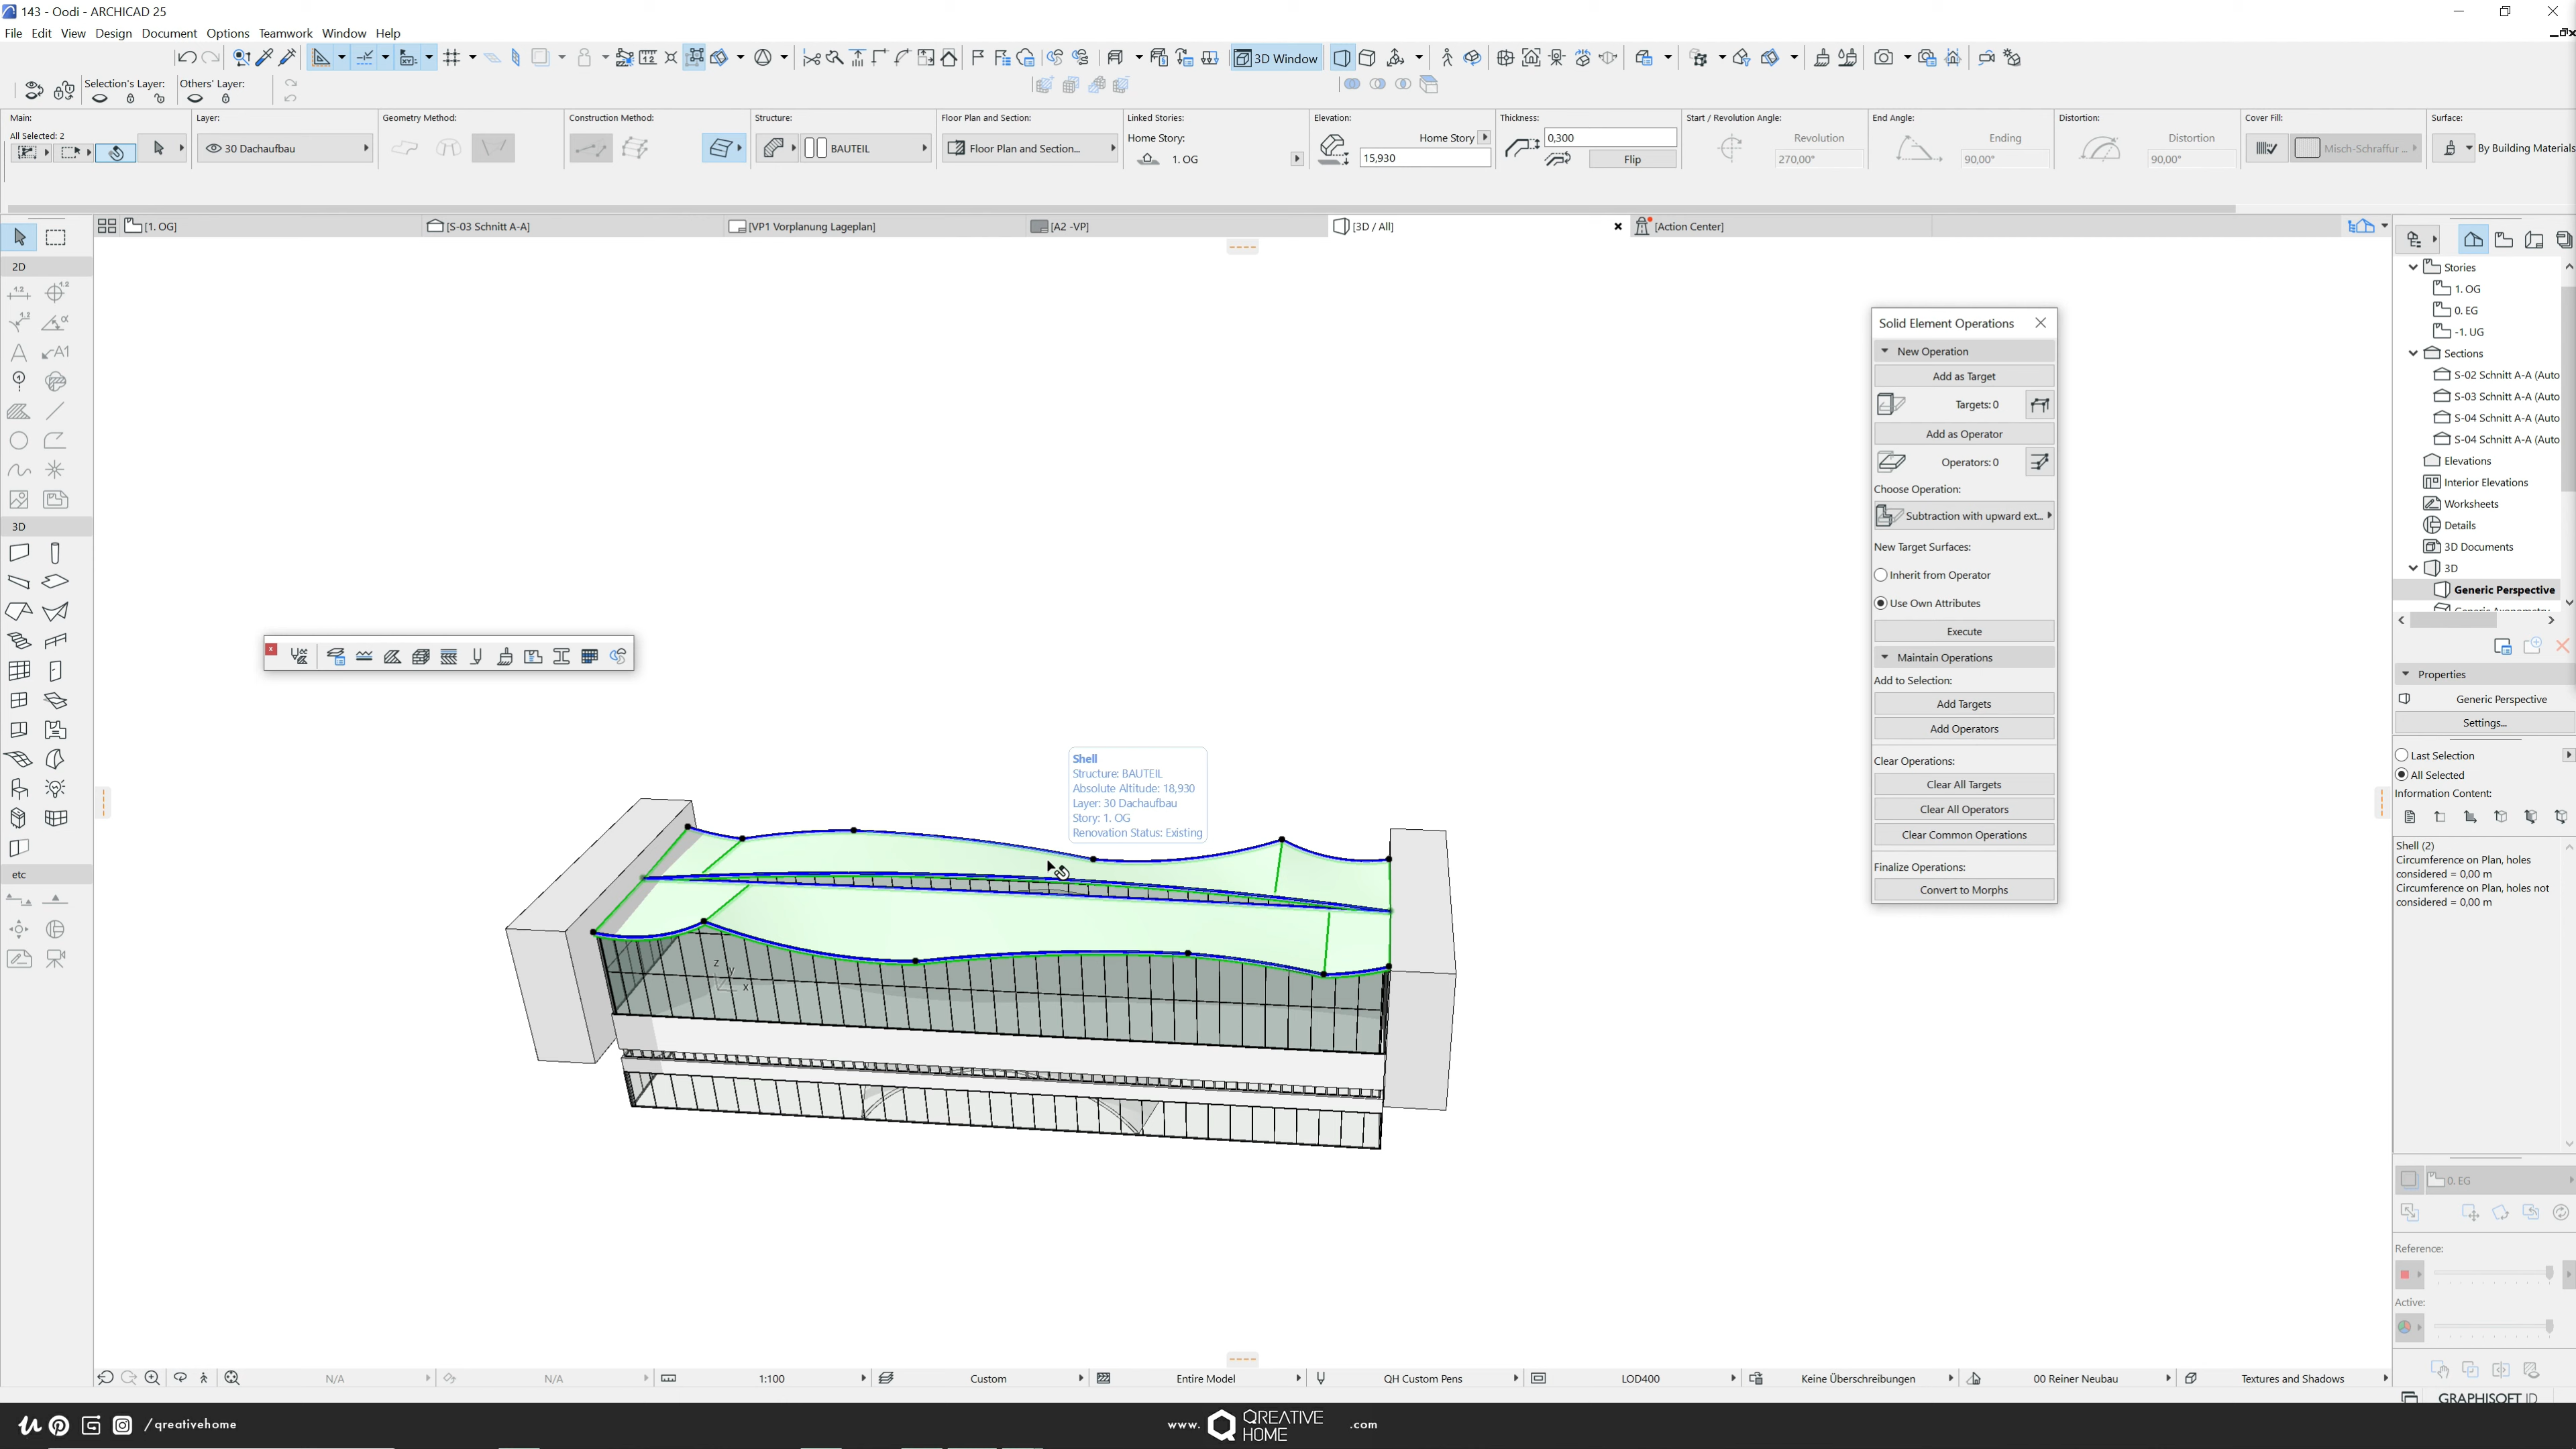 143 - Oodi - ARCHICAD 25
File Edit View Design Document Options Teamwork Window Help
3D Window
Selection's Layer: Others' Layer:
Main: Layer: Geometry Method: Construction Method: Structure: Floor Plan and Section: Linked Stories: Elevation: Thickness: Start / Revolution Angle: End Angle: Distortion: Cover Fill: Surface:
All Selected: 2
30 Dachaufbau BAUTEIL Floor Plan and Section... Home Story: 1. OG Home Story 15,930 0,300 Flip Revolution 270,00° Ending 90,00° Distortion 90,00° Misch-Schraffur ... By Building Materials
[1. OG] [S-03 Schnitt A-A] [VP1 Vorplanung Lageplan] [A2 -VP] [3D / All] [Action Center]
2D
3D
etc
Shell
Structure: BAUTEIL
Absolute Altitude: 18,930
Layer: 30 Dachaufbau
Story: 1. OG
Renovation Status: Existing
z
y
x
Solid Element Operations
New Operation
Add as Target
Targets: 0
Add as Operator
Operators: 0
Choose Operation:
Subtraction with upward ext...
New Target Surfaces:
Inherit from Operator
Use Own Attributes
Execute
Maintain Operations
Add to Selection:
Add Targets
Add Operators
Clear Operations:
Clear All Targets
Clear All Operators
Clear Common Operations
Finalize Operations:
Convert to Morphs
Stories
1. OG
0. EG
-1. UG
Sections
S-02 Schnitt A-A (Auto
S-03 Schnitt A-A (Auto
S-04 Schnitt A-A (Auto
S-04 Schnitt A-A (Auto
Elevations
Interior Elevations
Worksheets
Details
3D Documents
3D
Generic Perspective
Properties
Generic Perspective
Settings...
Last Selection
All Selected
Information Content:
Shell (2)
Circumference on Plan, holes
considered = 0,00 m
Circumference on Plan, holes not
considered = 0,00 m
0. EG
Reference:
Active:
N/A N/A 1:100 Custom Entire Model QH Custom Pens LOD400 Keine Überschreibungen 00 Reiner Neubau Textures and Shadows
GRAPHISOFT ID
/qreativehome
www. QREATIVE HOME .com